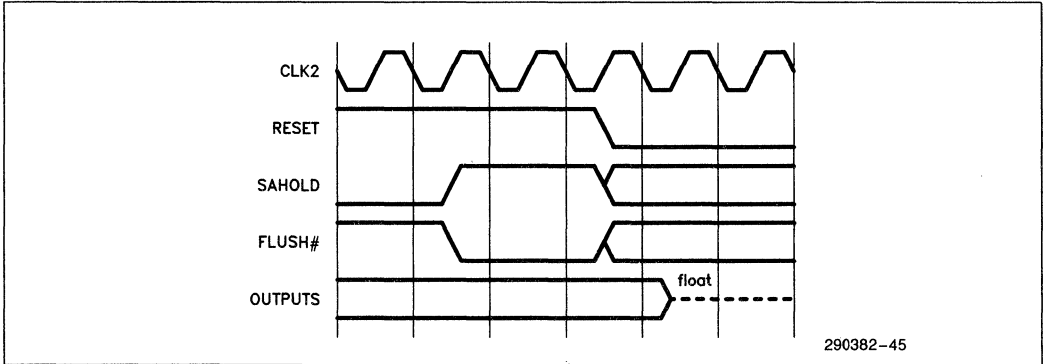 CLK2
RESET
SAHOLD
FLUSH#
OUTPUTS
float
290382-45